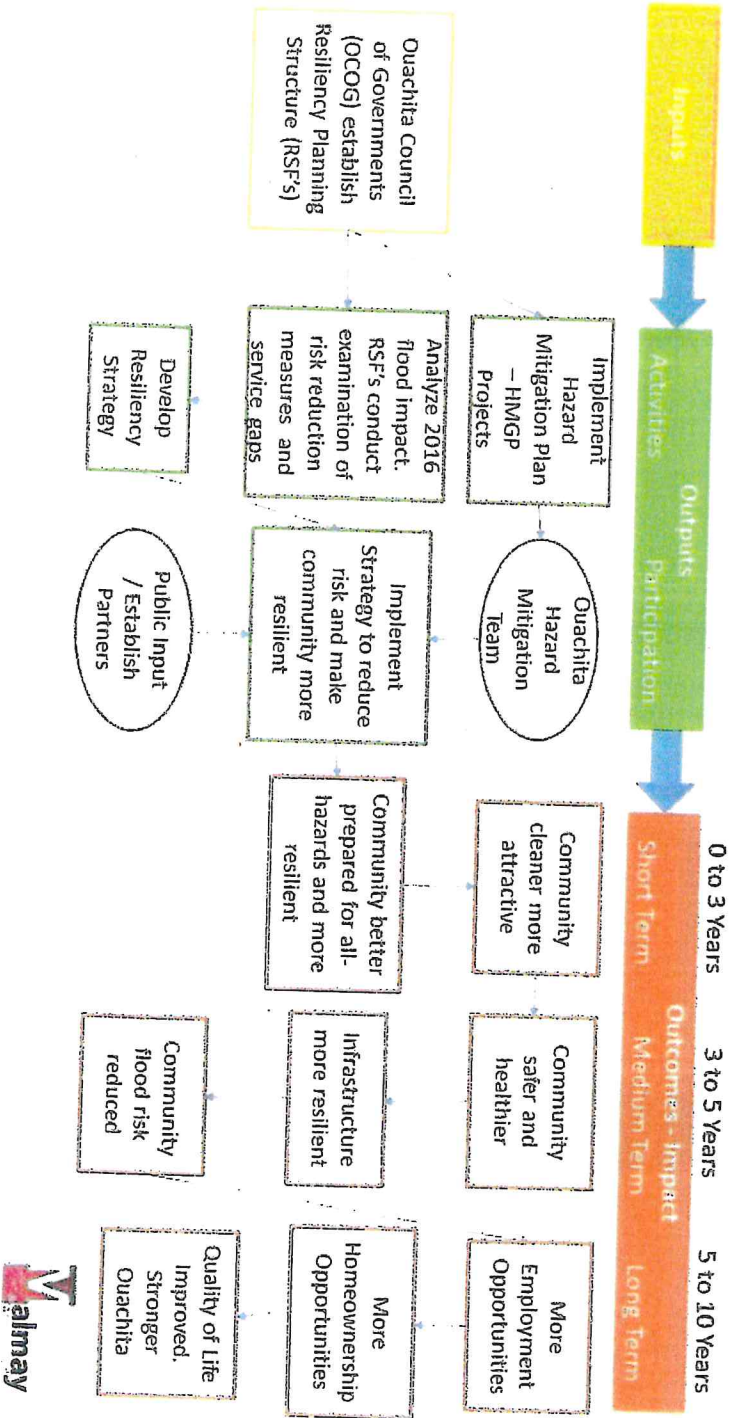 0 to 3 Years
3 to 5 Years
5 to 10 Years
Inputs
Outputs
Activities
Participation
Outcomes - Impact
Short Term
Medium Term
Long Term
Ouachita Council
of Governments
(OCOG) establish
Resiliency Planning
Structure (RSF's)
Implement
Hazard
Mitigation Plan
– HMGP
Projects
Analyze 2016
flood impact.
RSF's conduct
examination of
risk reduction
measures and
service gaps
Develop
Resiliency
Strategy
Ouachita
Hazard
Mitigation
Team
Implement
Strategy to reduce
risk and make
community more
resilient
Public Input
/ Establish
Partners
Community
cleaner more
attractive
Community better
prepared for all-
hazards and more
resilient
Community
safer and
healthier
Infrastructure
more resilient
Community
flood risk
reduced
More
Employment
Opportunities
More
Homeownership
Opportunities
Quality of Life
Improved.
Stronger
Ouachita
almay